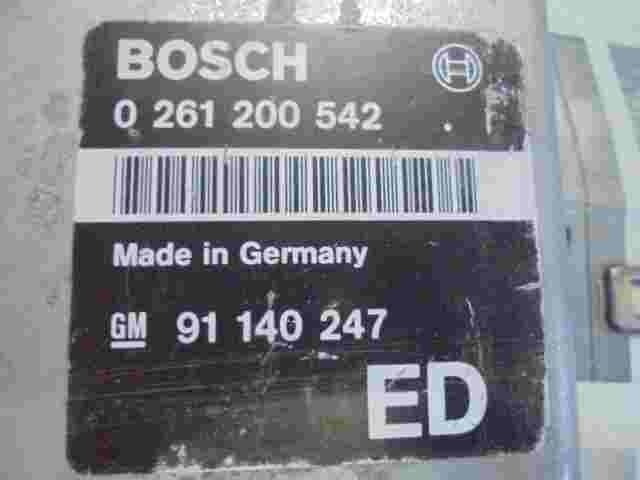 BOSCH
0 261 200 542
Made in Germany
GM 91 140 247
ED